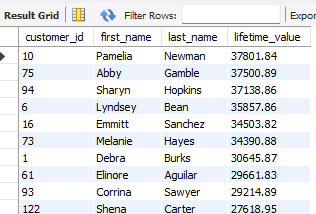 Result Grid Filter Rows: Expor
customer_id first_name last_name lifetime_value
10 Pamelia Newman 37801.84
75 Abby Gamble 37500.89
94 Sharyn Hopkins 37138.86
6 Lyndsey Bean 35857.86
16 Emmitt Sanchez 34503.82
73 Melanie Hayes 34390.88
1 Debra Burks 30645.87
61 Elinore Aguilar 29661.83
93 Corrina Sawyer 29214.89
122 Shena Carter 27618.95